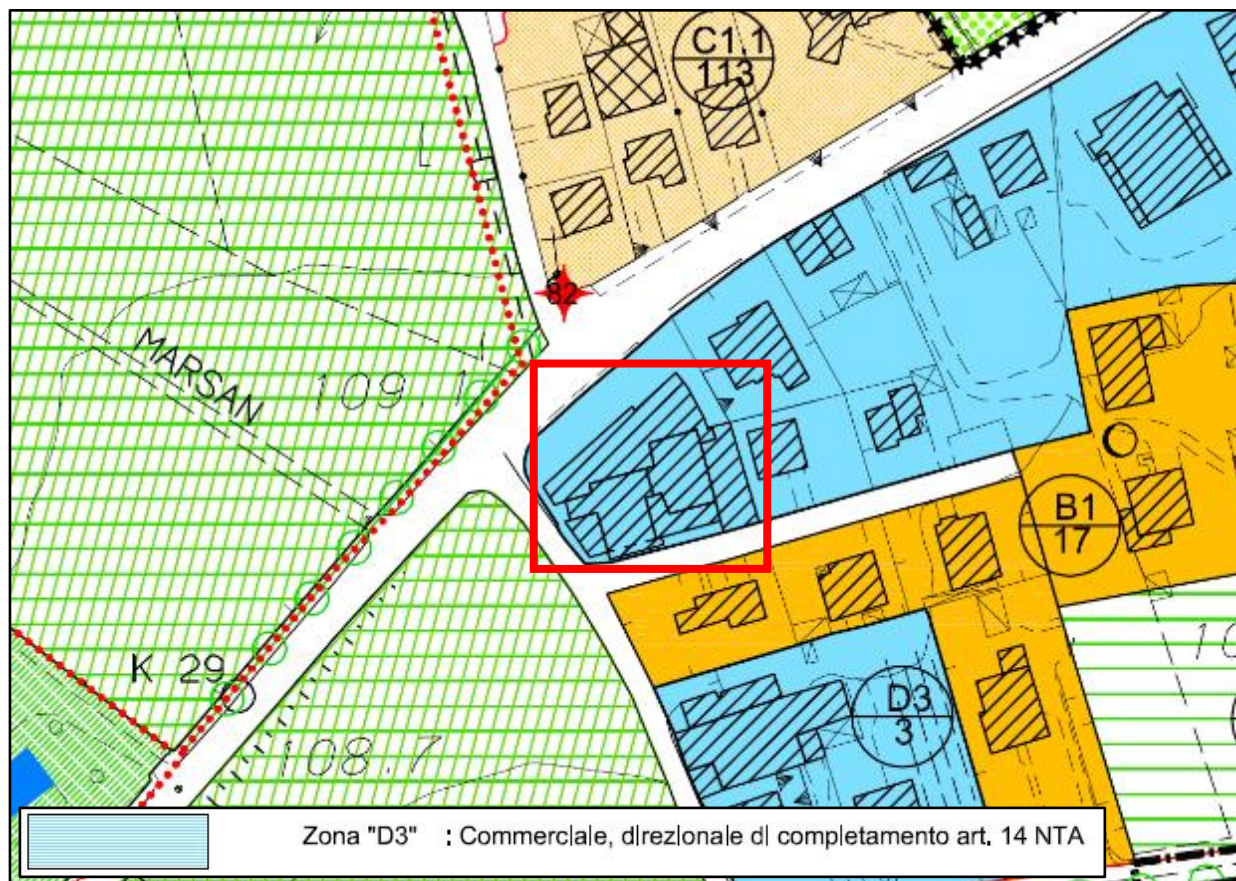 C1.1
113
82
MARSAN
109.1
B1
17
K 29
D3
3
108.7
Zona "D3" : Commerciale, direzionale di completamento art. 14 NTA